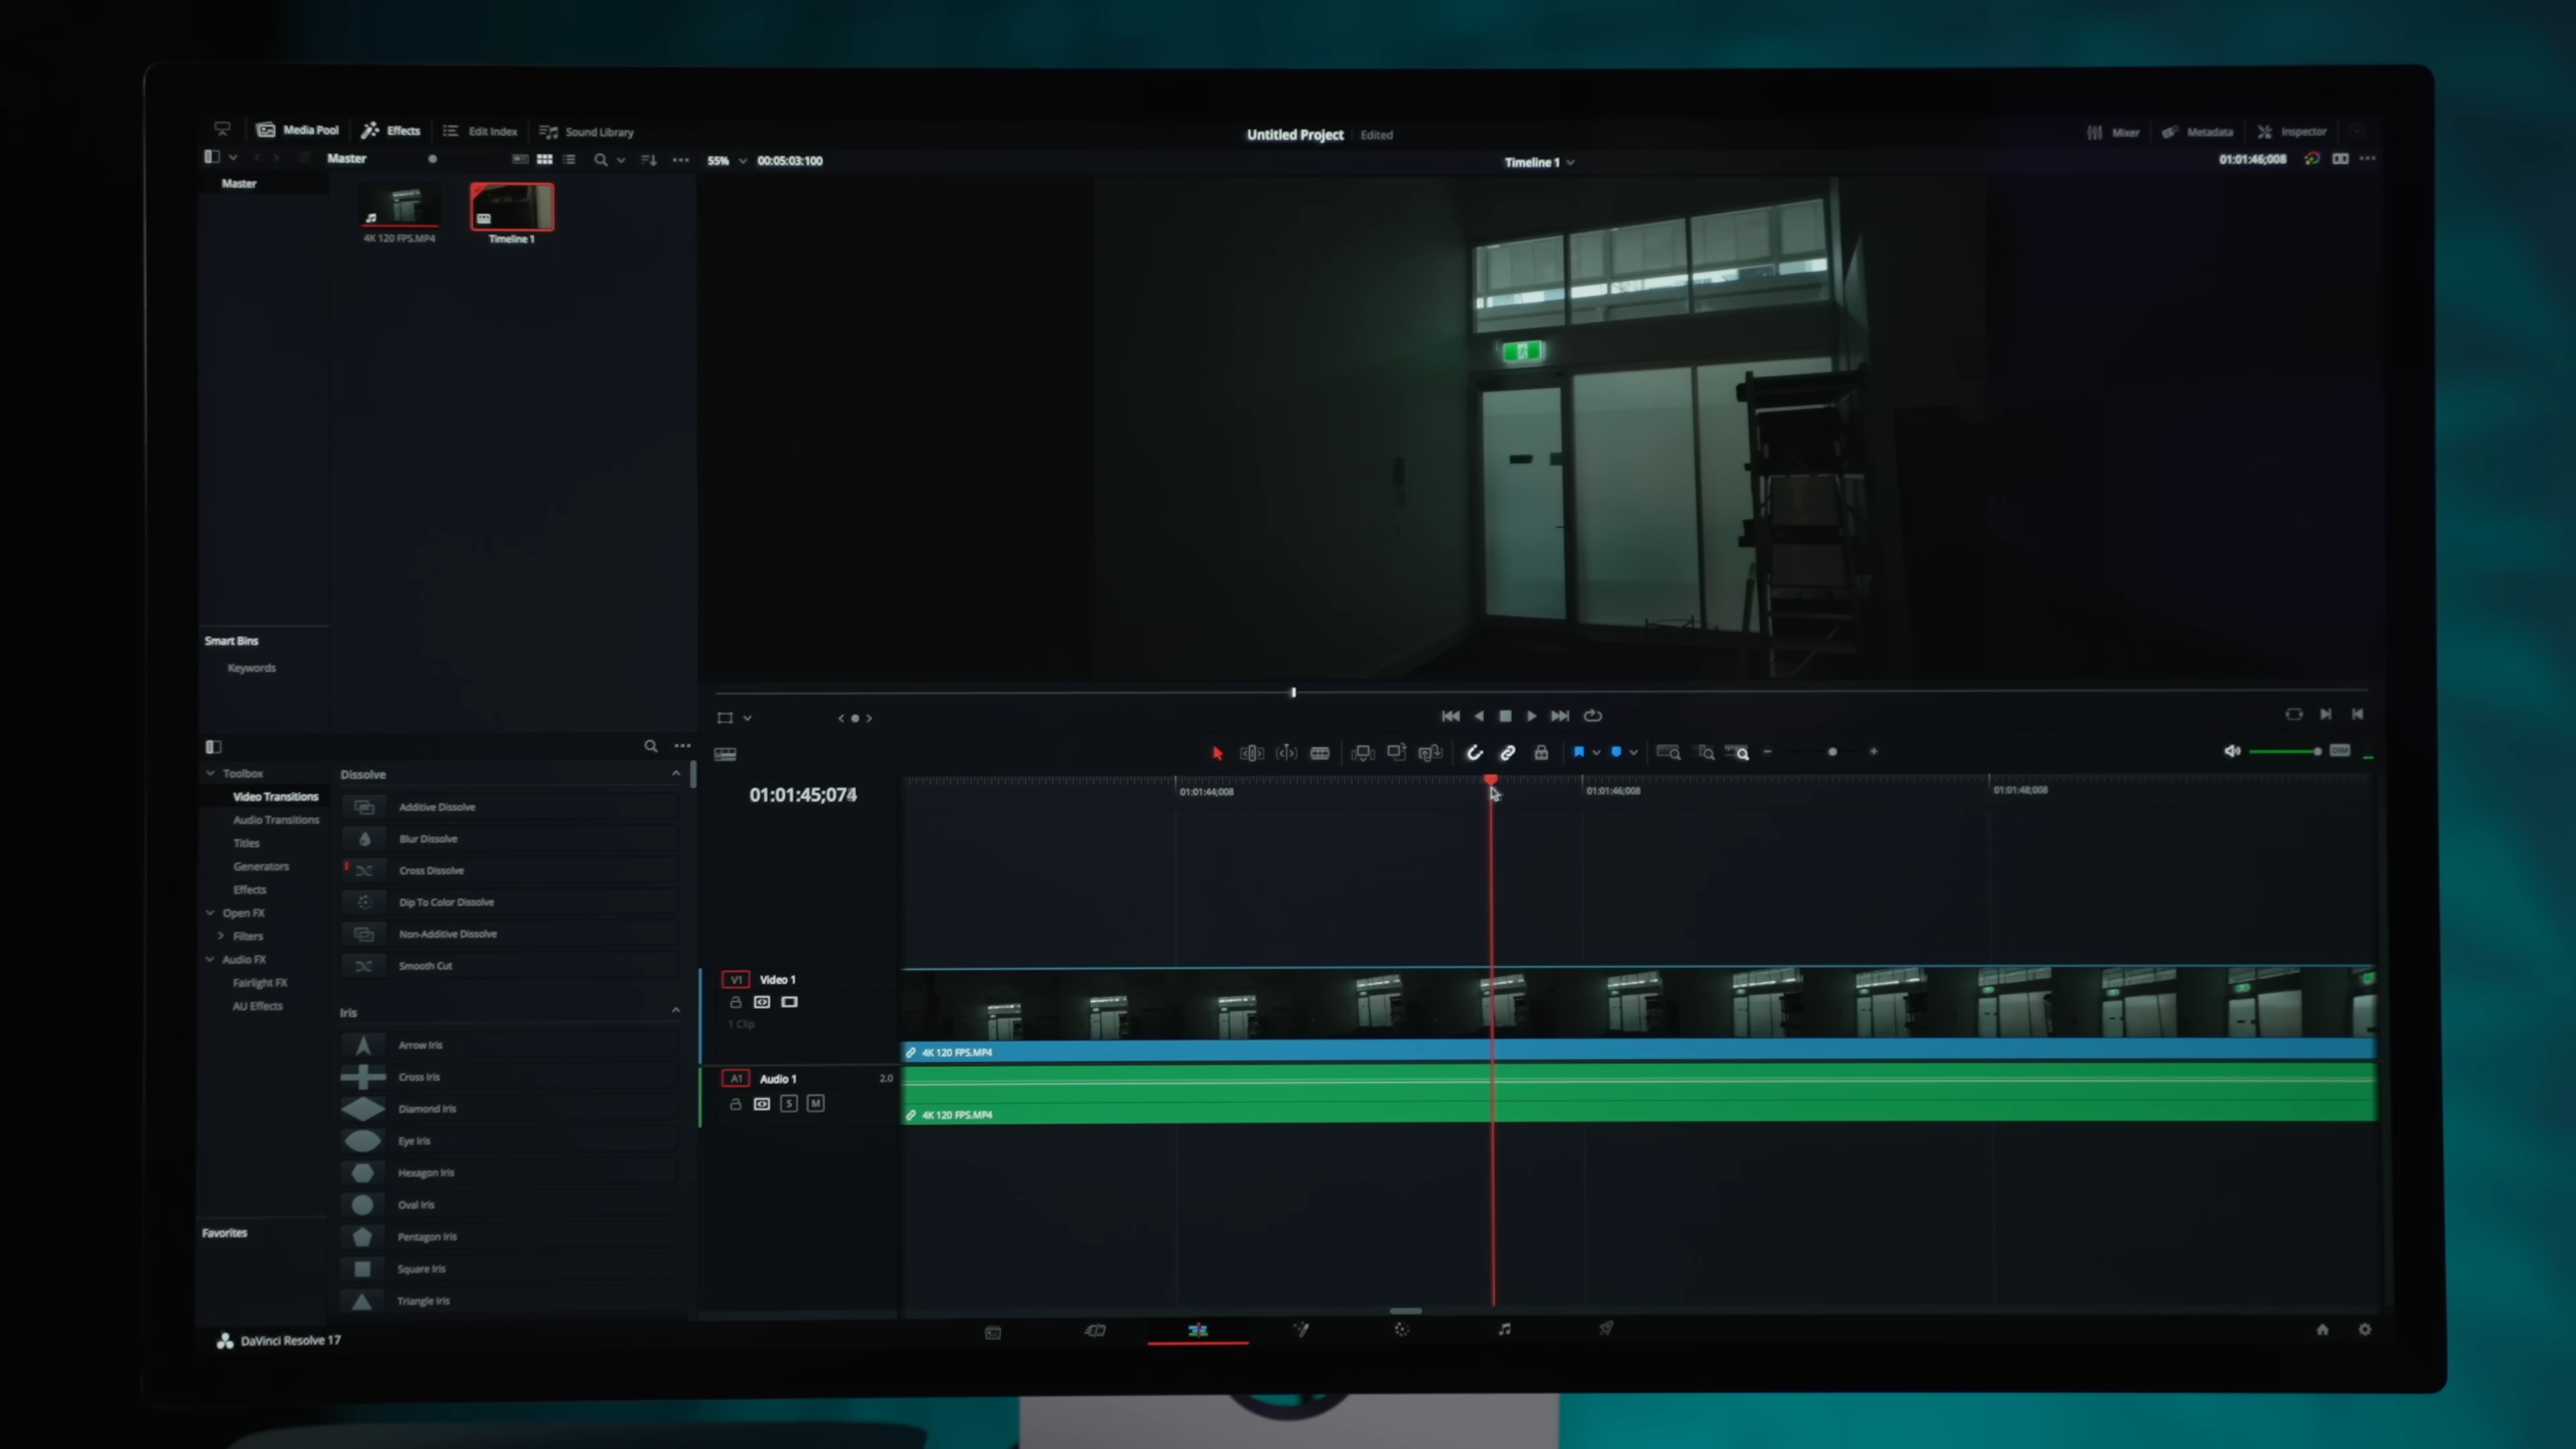 Media Pool Effects Edit Index Sound Library Untitled Project Edited Mixer Metadata Inspector
Master 55% 00:05:03:100 Timeline 1 01:01:46;008
Master
4K 120 FPS.MP4 Timeline 1
Smart Bins
Keywords
Toolbox
Video Transitions
Audio Transitions
Titles
Generators
Effects
Open FX
Filters
Audio FX
Fairlight FX
AU Effects
Favorites
Dissolve
Additive Dissolve
Blur Dissolve
Cross Dissolve
Dip To Color Dissolve
Non-Additive Dissolve
Smooth Cut
Iris
Arrow Iris
Cross Iris
Diamond Iris
Eye Iris
Hexagon Iris
Oval Iris
Pentagon Iris
Square Iris
Triangle Iris
DIM
01:01:45;074 01:01:44;008 01:01:46;008 01:01:48;008
V1 Video 1
1 Clip
4K 120 FPS.MP4
A1 Audio 1 2.0
S M
4K 120 FPS.MP4
DaVinci Resolve 17